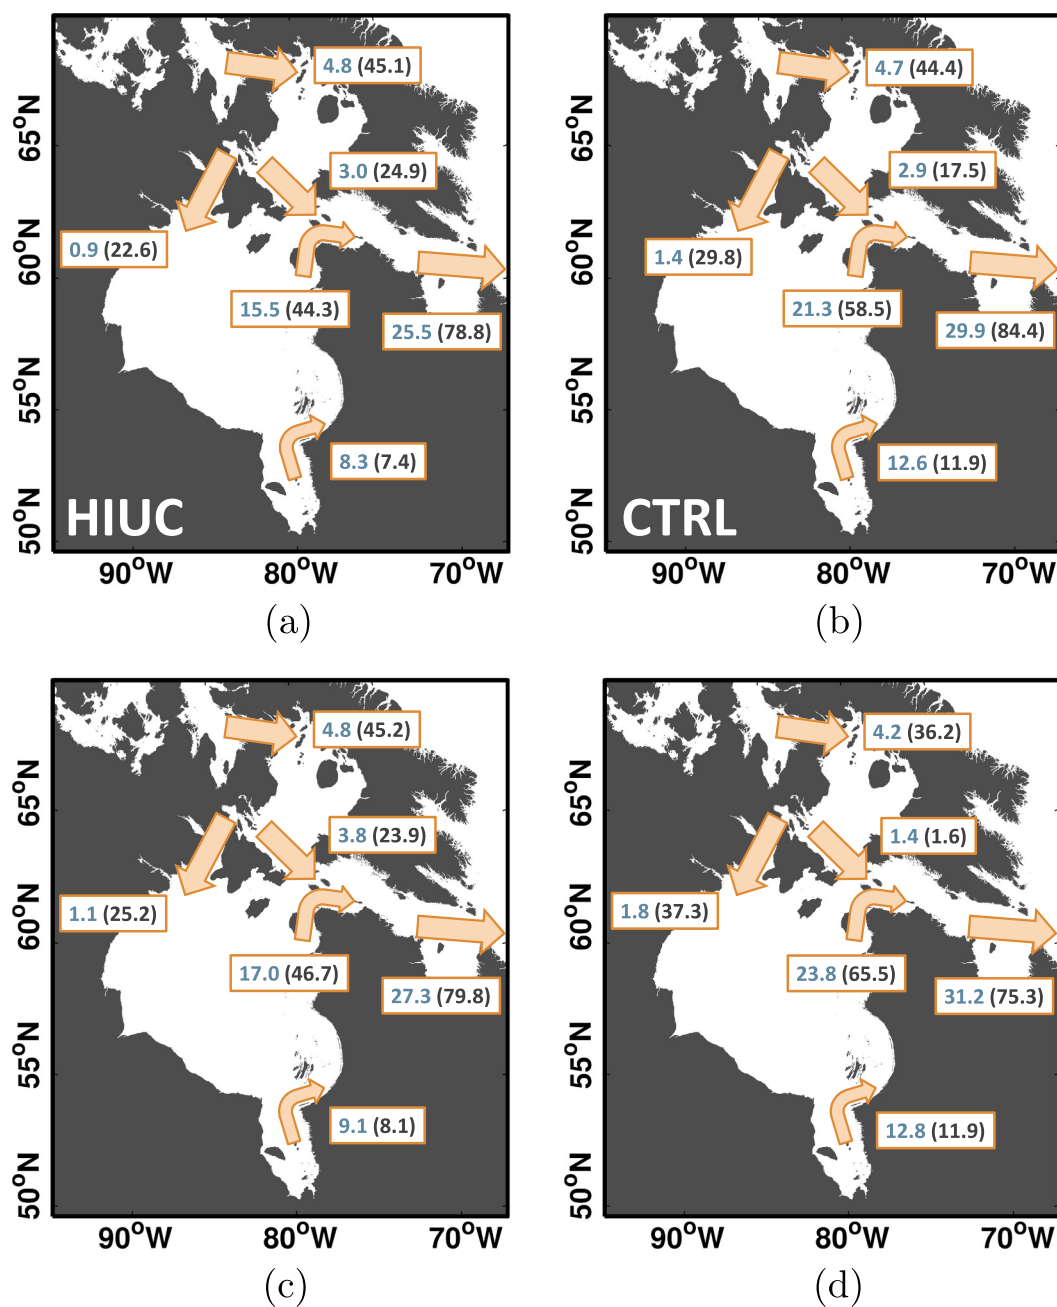 4.8 (45.1)
3.0 (24.9)
0.9 (22.6)
15.5 (44.3)
25.5 (78.8)
8.3 (7.4)
HIUC
65°N
60°N
55°N
50°N
90°W 80°W 70°W
(a)
4.7 (44.4)
2.9 (17.5)
1.4 (29.8)
21.3 (58.5)
29.9 (84.4)
12.6 (11.9)
CTRL
65°N
60°N
55°N
50°N
90°W 80°W 70°W
(b)
4.8 (45.2)
3.8 (23.9)
1.1 (25.2)
17.0 (46.7)
27.3 (79.8)
9.1 (8.1)
65°N
60°N
55°N
50°N
90°W 80°W 70°W
(c)
4.2 (36.2)
1.4 (1.6)
1.8 (37.3)
23.8 (65.5)
31.2 (75.3)
12.8 (11.9)
65°N
60°N
55°N
50°N
90°W 80°W 70°W
(d)